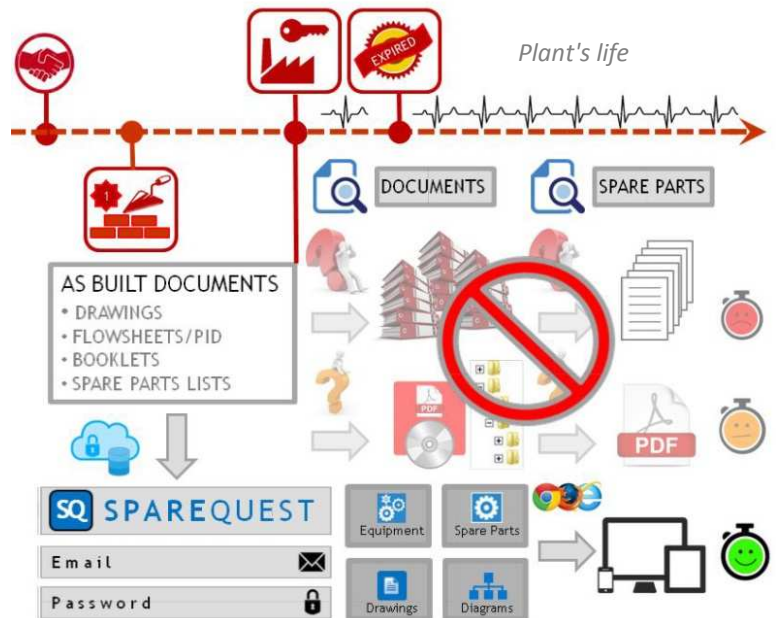 Plant's life
EXPIRED
1
DOCUMENTS
SPARE PARTS
AS BUILT DOCUMENTS
• DRAWINGS
• FLOWSHEETS/PID
• BOOKLETS
• SPARE PARTS LISTS
PDF
PDF
SQ SPAREQUEST
Email
Password
Equipment
Spare Parts
Drawings
Diagrams